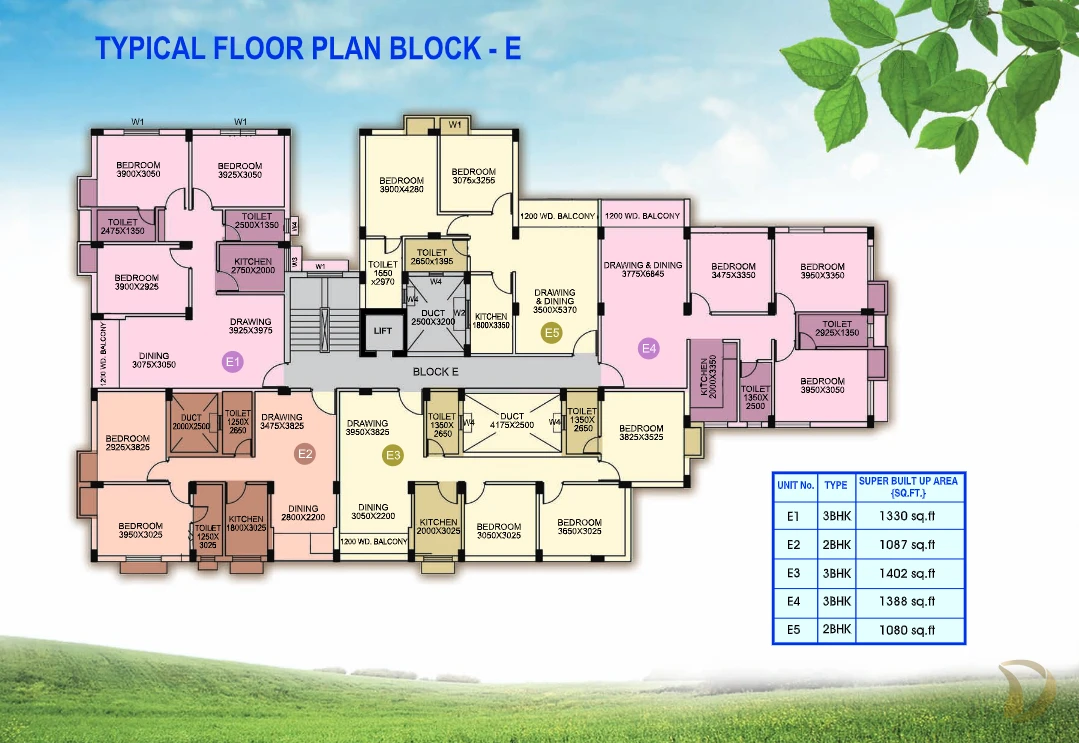 TYPICAL FLOOR PLAN BLOCK - E
W1
W1
BEDROOM
3900X3050
BEDROOM
3925X3050
TOILET
2475X1350
TOILET
2500X1350
W4
BEDROOM
3900X2925
KITCHEN
2750X2000
W3
W1
1200 WD. BALCONY
DRAWING
3925X3975
DINING
3075X3050
E1
W1
BEDROOM
3900X4280
BEDROOM
3075x3255
TOILET
1650
x2970
TOILET
2650x1395
W4
W4
DUCT
2500X3200
W2
LIFT
KITCHEN
1800X3350
1200 WD. BALCONY
DRAWING
& DINING
3500X5370
E5
1200 WD. BALCONY
DRAWING & DINING
3775X6845
E4
BEDROOM
3475X3350
BEDROOM
3950X3350
TOILET
2925X1350
KITCHEN
2000X3350
TOILET
1350X
2500
BEDROOM
3950X3050
BLOCK E
BEDROOM
2925X3825
DUCT
2000X2500
TOILET
1250X
2650
DRAWING
3475X3825
E2
BEDROOM
3950X3025
TOILET
1250X
3025
KITCHEN
1800X3025
DINING
2800X2200
DRAWING
3950X3825
E3
TOILET
1350X
2650
W4
DUCT
4175X2500
W4
TOILET
1350X
2650
BEDROOM
3825X3525
DINING
3050X2200
1200 WD. BALCONY
KITCHEN
2000X3025
BEDROOM
3050X3025
BEDROOM
3650X3025
UNIT No. TYPE SUPER BUILT UP AREA
{SQ.FT.}
E1 3BHK 1330 sq.ft
E2 2BHK 1087 sq.ft
E3 3BHK 1402 sq.ft
E4 3BHK 1388 sq.ft
E5 2BHK 1080 sq.ft